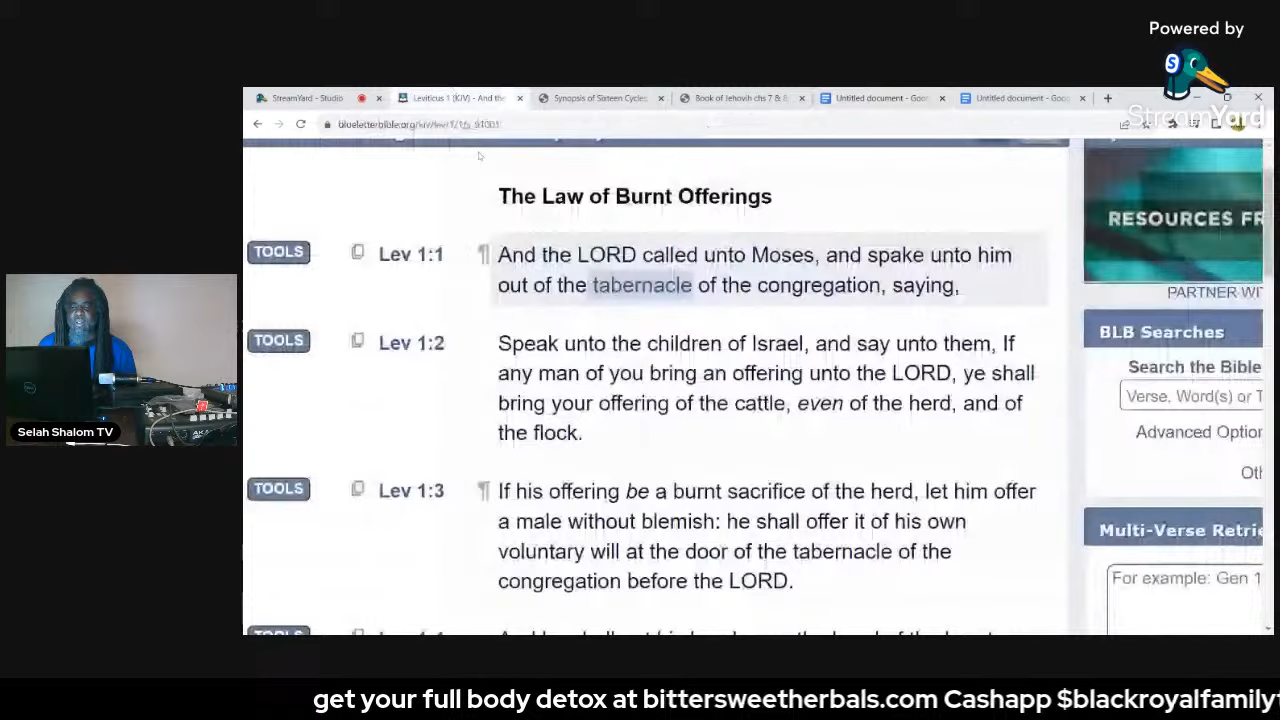 Powered by
StreamYard
StreamYard - Studio
Leviticus 1 (KJV) - And the
Synopsis of Sixteen Cycles
Book of Jehovih chs 7 & 8
Untitled document - Goo
Untitled document - Goo
The Law of Burnt Offerings
RESOURCES FR
TOOLS Lev 1:1 ¶ And the LORD called unto Moses, and spake unto him
out of the tabernacle of the congregation, saying,
PARTNER WIT
BLB Searches
TOOLS Lev 1:2 Speak unto the children of Israel, and say unto them, If
any man of you bring an offering unto the LORD, ye shall
bring your offering of the cattle, even of the herd, and of
the flock.
Search the Bible
Verse, Word(s) or T
Advanced Option
TOOLS Lev 1:3 ¶ If his offering be a burnt sacrifice of the herd, let him offer
a male without blemish: he shall offer it of his own
voluntary will at the door of the tabernacle of the
congregation before the LORD.
Multi-Verse Retrie
For example: Gen 1
TOOLS
Selah Shalom TV
get your full body detox at bittersweetherbals.com Cashapp $blackroyalfamily